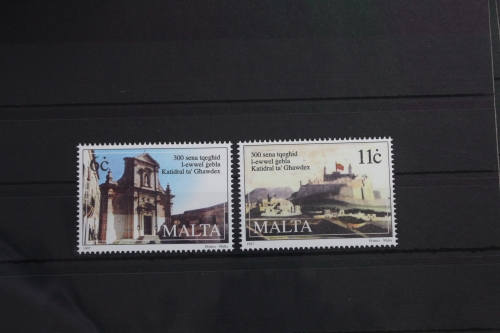 c
300 sena tqegħid
l-ewwel ġebla
Katidral ta' Għawdex
MALTA
11ċ
300 sena tqegħid
l-ewwel ġebla
Katidral ta' Għawdex
MALTA